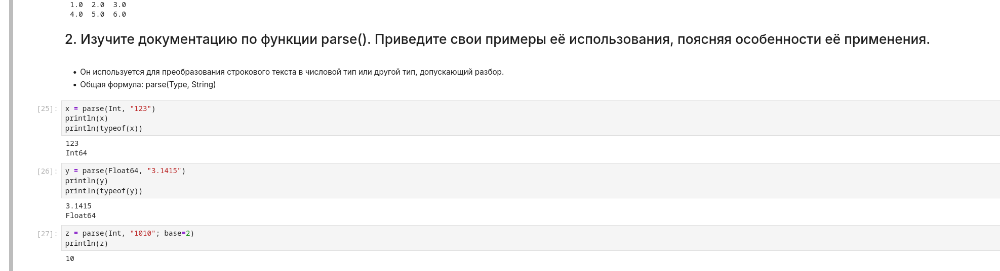 1.0 2.0 3.0
4.0 5.0 6.0
2. Изучите документацию по функции parse(). Приведите свои примеры её использования, поясняя особенности её применения.
• Он используется для преобразования строкового текста в числовой тип или другой тип, допускающий разбор.
• Общая формула: parse(Type, String)
[25]: x = parse(Int, "123")
println(x)
println(typeof(x))
123
Int64
[26]: y = parse(Float64, "3.1415")
println(y)
println(typeof(y))
3.1415
Float64
[27]: z = parse(Int, "1010"; base=2)
println(z)
10